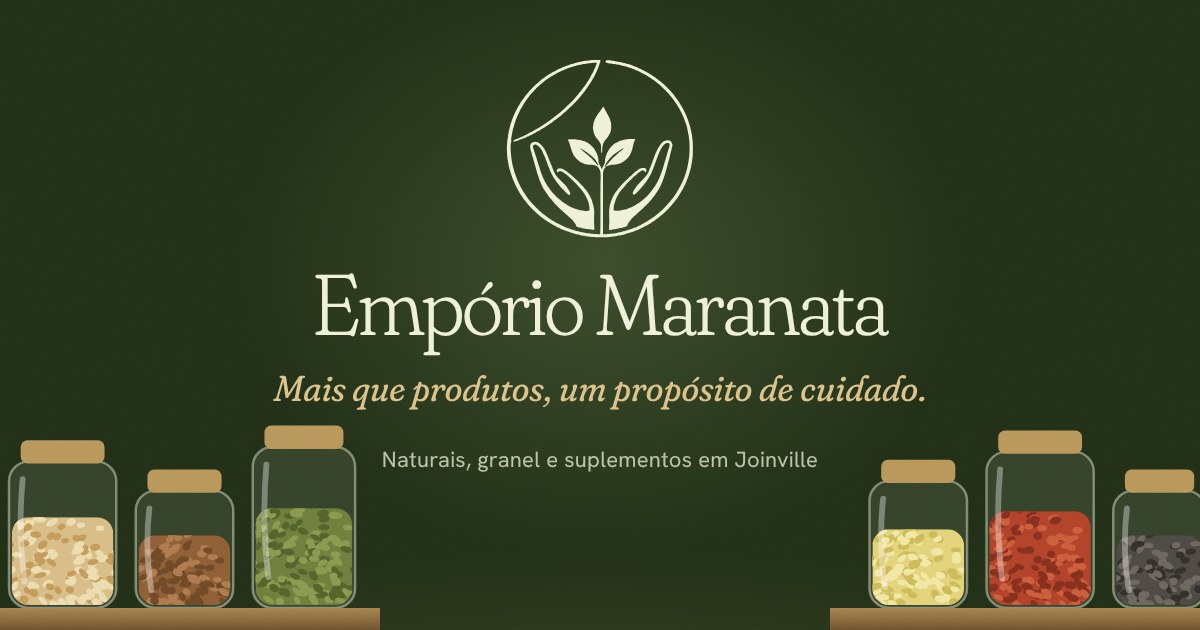 Empório Maranata
Mais que produtos, um propósito de cuidado.
Naturais, granel e suplementos em Joinville